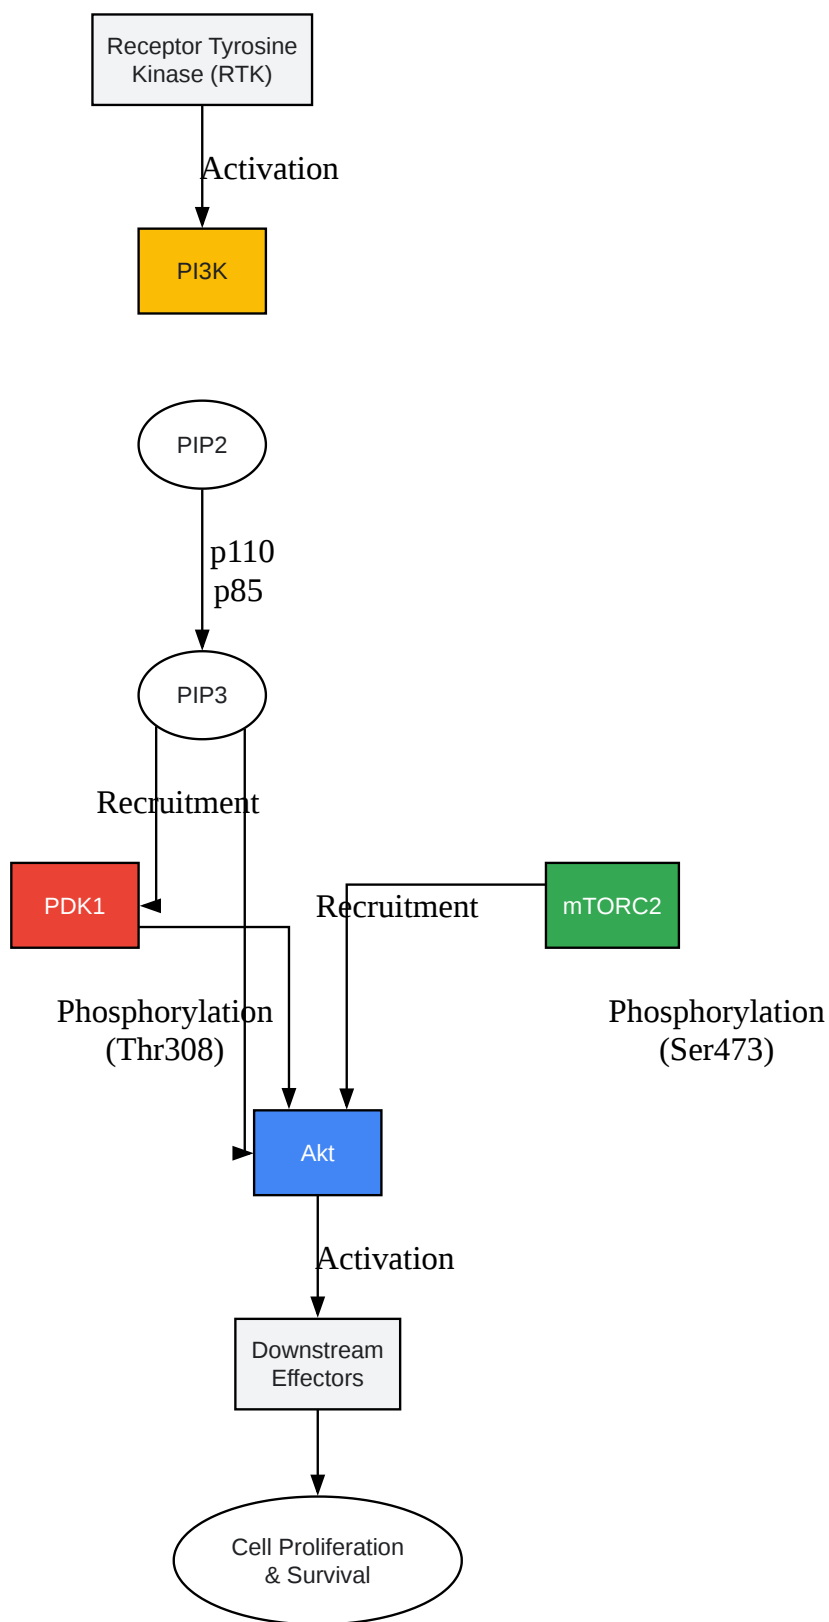 Receptor Tyrosine
Kinase (RTK)
Activation
PI3K
PIP2
p110
p85
PIP3
Recruitment
PDK1
Recruitment
mTORC2
Phosphorylation
(Thr308)
Phosphorylation
(Ser473)
Akt
Activation
Downstream
Effectors
Cell Proliferation
& Survival